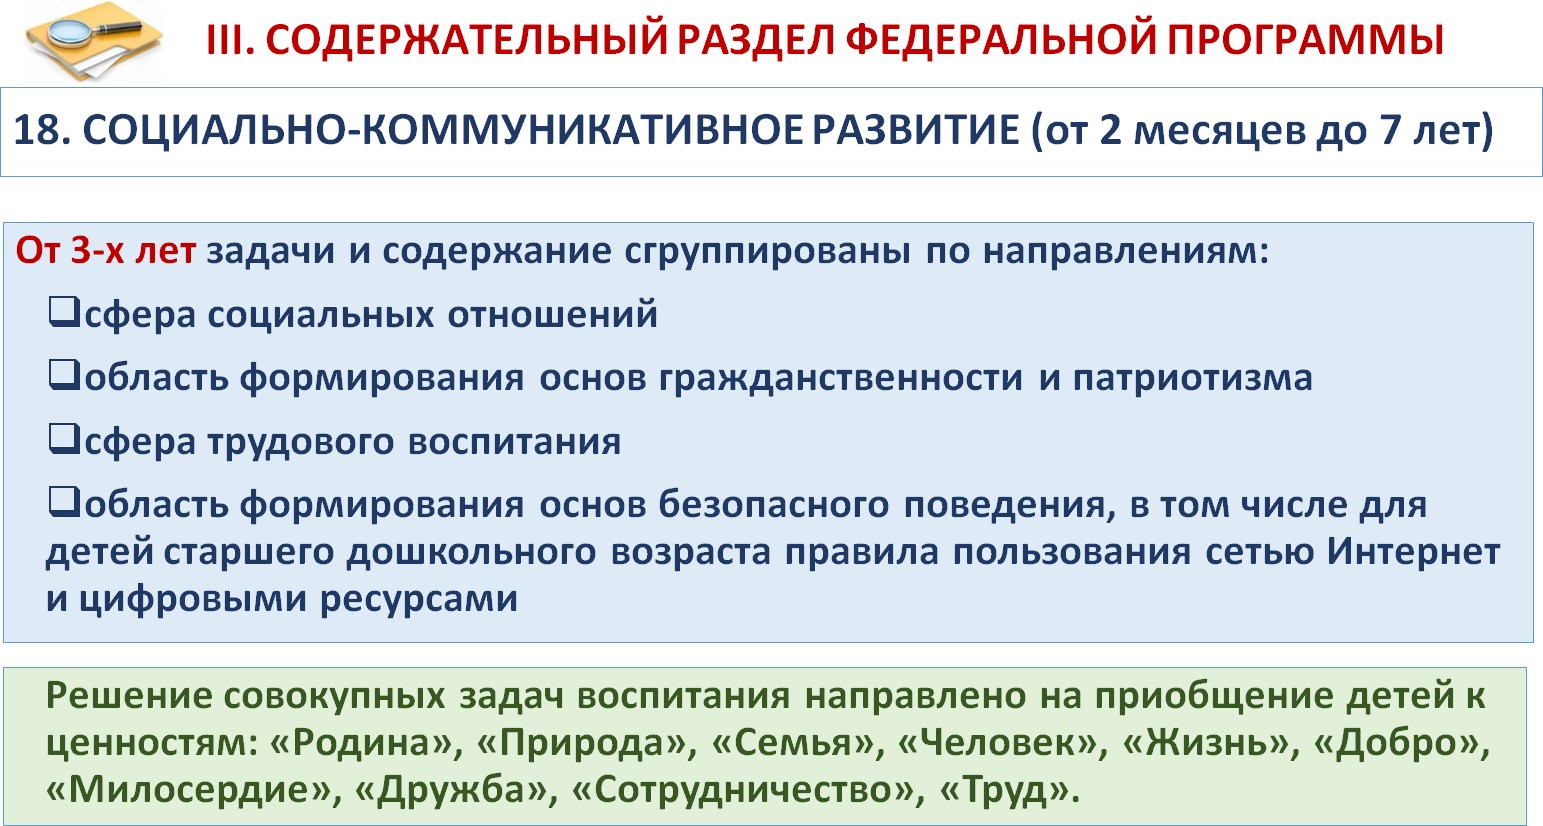 III. СОДЕРЖАТЕЛЬНЫЙ РАЗДЕЛ ФЕДЕРАЛЬНОЙ ПРОГРАММЫ
18. СОЦИАЛЬНО-КОММУНИКАТИВНОЕ РАЗВИТИЕ (от 2 месяцев до 7 лет)
От 3-х лет задачи и содержание сгруппированы по направлениям:
❑сфера социальных отношений
❑область формирования основ гражданственности и патриотизма
❑сфера трудового воспитания
❑область формирования основ безопасного поведения, в том числе для
детей старшего дошкольного возраста правила пользования сетью Интернет
и цифровыми ресурсами
Решение совокупных задач воспитания направлено на приобщение детей к
ценностям: «Родина», «Природа», «Семья», «Человек», «Жизнь», «Добро»,
«Милосердие», «Дружба», «Сотрудничество», «Труд».